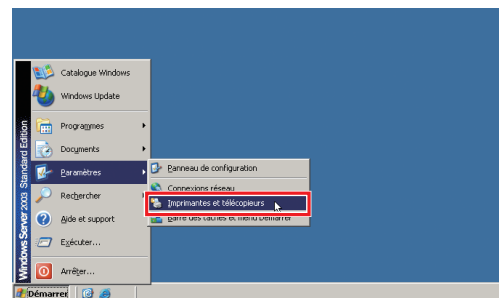 Catalogue Windows
Windows Update
Programmes
Documents
Paramètres
Rechercher
Aide et support
Exécuter...
Arrêter...
Windows Server 2003 Standard Edition
Panneau de configuration
Connexions réseau
Imprimantes et télécopieurs
Barre des tâches et menu Démarrer
Démarrer